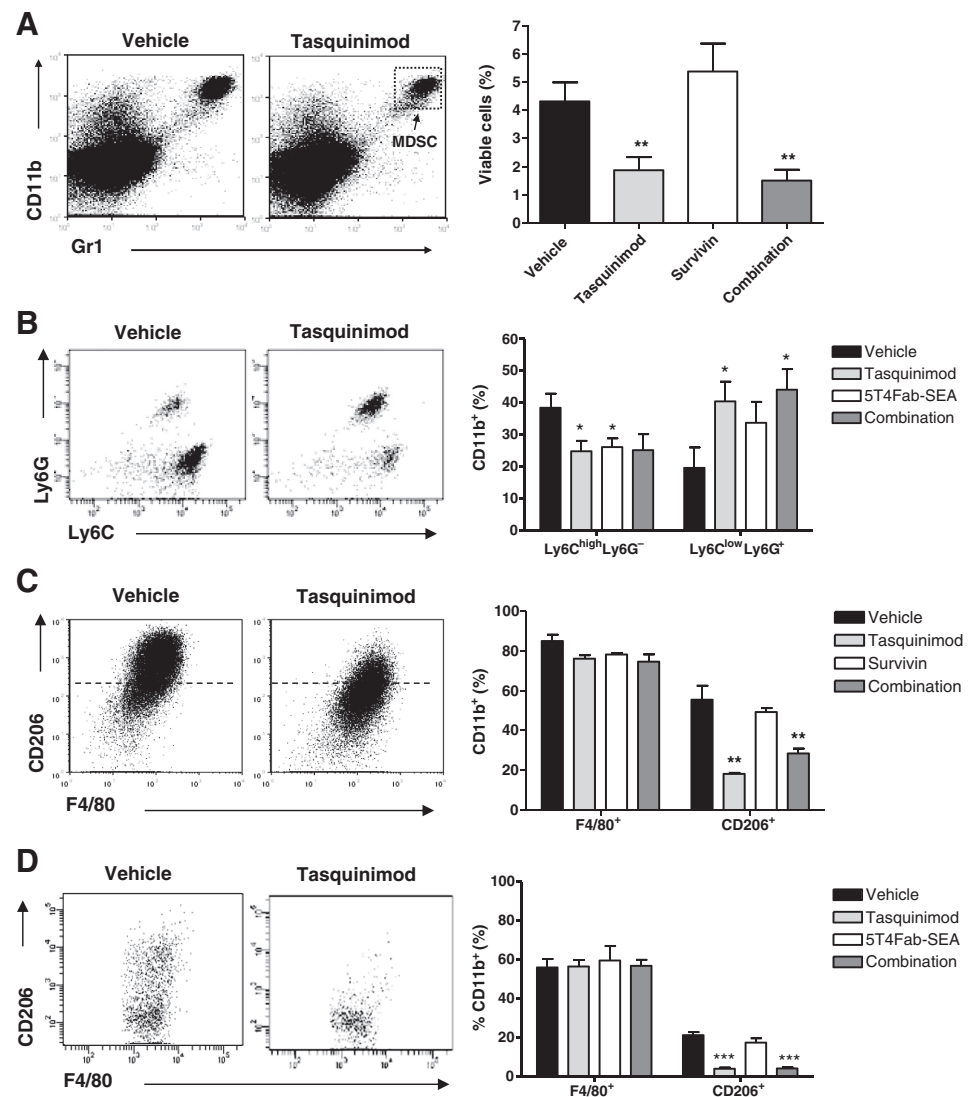 A
Vehicle
Tasquinimod
MDSC
CD11b
Gr1
Viable cells (%)
7
6
5
4
3
2
1
0
**
**
Vehicle
Tasquinimod
Survivin
Combination
B
Vehicle
Tasquinimod
Ly6G
Ly6C
CD11b⁺ (%)
60
50
40
30
20
10
0
*
*
*
*
Ly6C^high Ly6G⁻
Ly6C^low Ly6G⁺
Vehicle
Tasquinimod
5T4Fab-SEA
Combination
C
Vehicle
Tasquinimod
CD206
F4/80
CD11b⁺ (%)
100
80
60
40
20
0
**
**
F4/80⁺
CD206⁺
Vehicle
Tasquinimod
Survivin
Combination
D
Vehicle
Tasquinimod
CD206
F4/80
% CD11b⁺ (%)
100
80
60
40
20
0
***
***
F4/80⁺
CD206⁺
Vehicle
Tasquinimod
5T4Fab-SEA
Combination